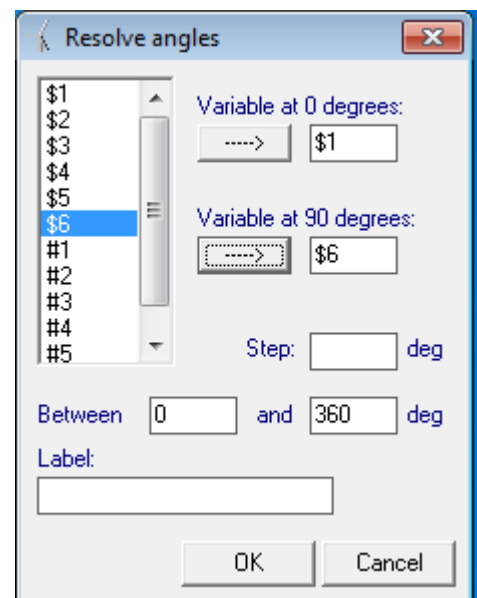 Resolve angles
$1
$2
$3
$4
$5
$6
#1
#2
#3
#4
#5
Variable at 0 degrees:
-----> $1
Variable at 90 degrees:
-----> $6
Step: deg
Between 0 and 360 deg
Label:
OK Cancel